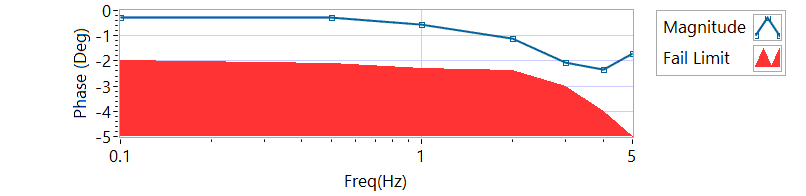 0
-1
-2
-3
-4
-5
Phase (Deg)
0.1
1
5
Freq(Hz)
Magnitude
Fail Limit